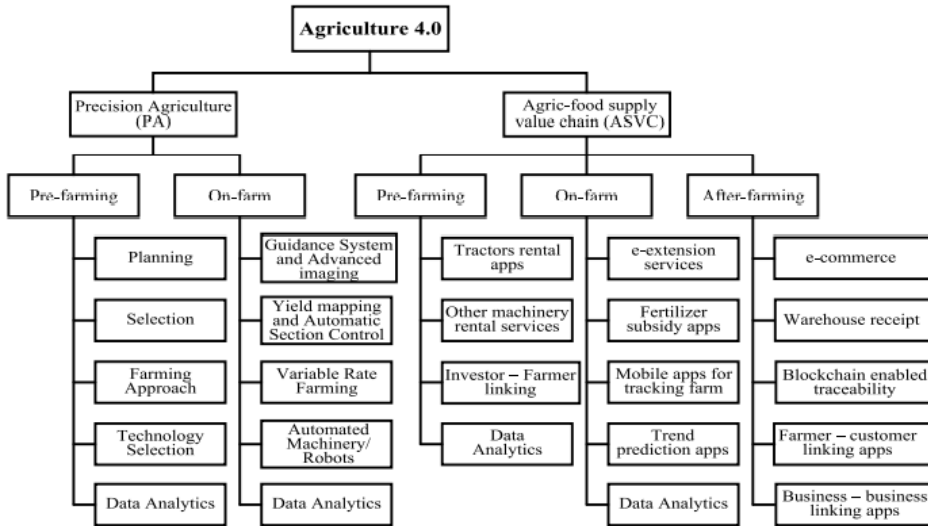 Agriculture 4.0
Precision Agriculture
(PA)
Agric-food supply
value chain (ASVC)
Pre-farming
On-farm
Pre-farming
On-farm
After-farming
Planning
Selection
Farming
Approach
Technology
Selection
Data Analytics
Guidance System
and Advanced
imaging
Yield mapping
and Automatic
Section Control
Variable Rate
Farming
Automated
Machinery/
Robots
Data Analytics
Tractors rental
apps
Other machinery
rental services
Investor – Farmer
linking
Data
Analytics
e-extension
services
Fertilizer
subsidy apps
Mobile apps for
tracking farm
Trend
prediction apps
Data Analytics
e-commerce
Warehouse receipt
Blockchain enabled
traceability
Farmer – customer
linking apps
Business – business
linking apps